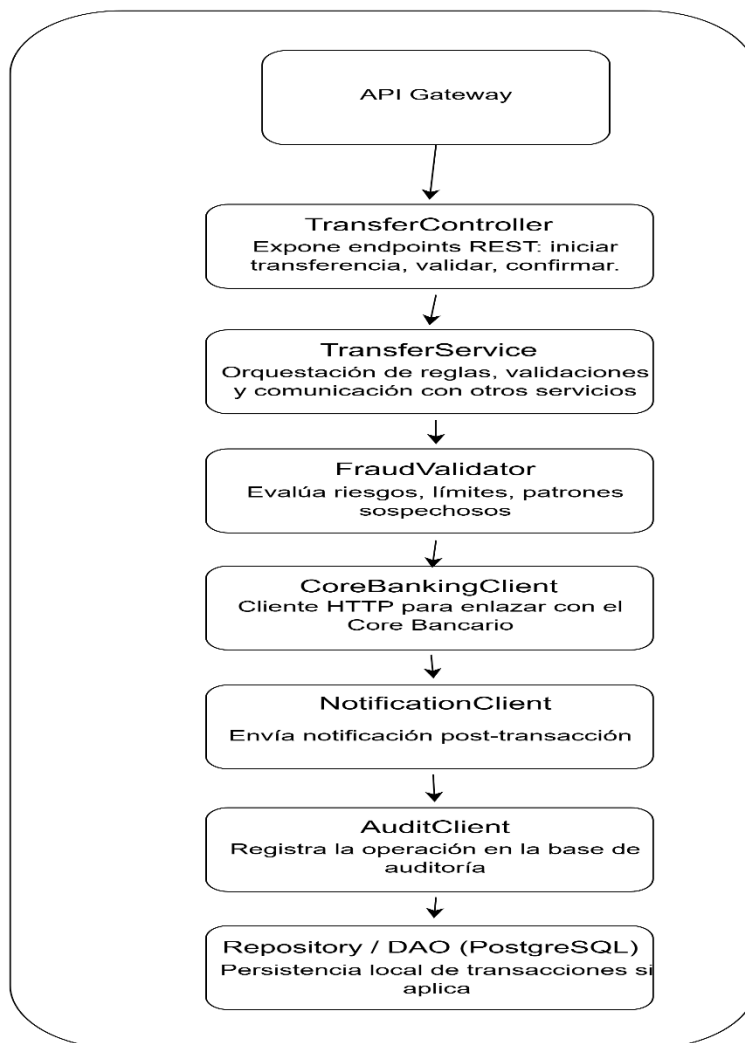 API Gateway
TransferController
Expone endpoints REST: iniciar
transferencia, validar, confirmar.
TransferService
Orquestación de reglas, validaciones
y comunicación con otros servicios
FraudValidator
Evalúa riesgos, límites, patrones
sospechosos
CoreBankingClient
Cliente HTTP para enlazar con el
Core Bancario
NotificationClient
Envía notificación post-transacción
AuditClient
Registra la operación en la base de
auditoría
Repository / DAO (PostgreSQL)
Persistencia local de transacciones si
aplica